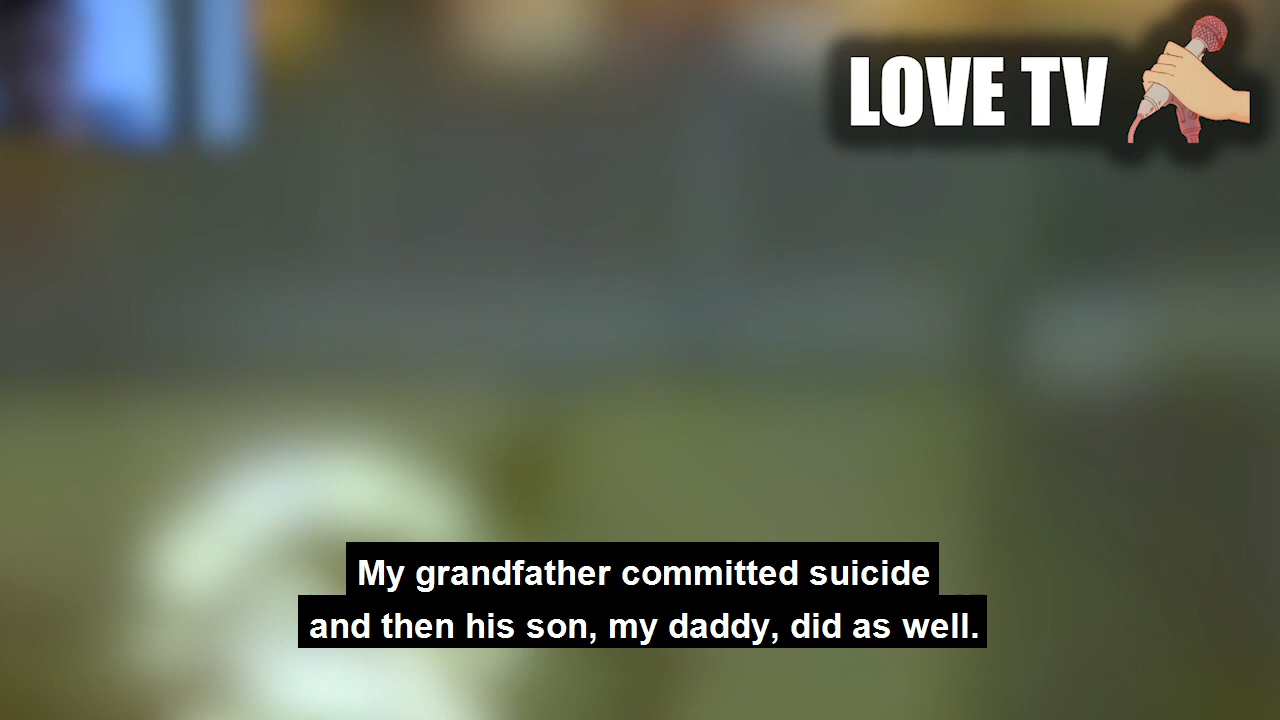 LOVE TV
My grandfather committed suicide
and then his son, my daddy, did as well.